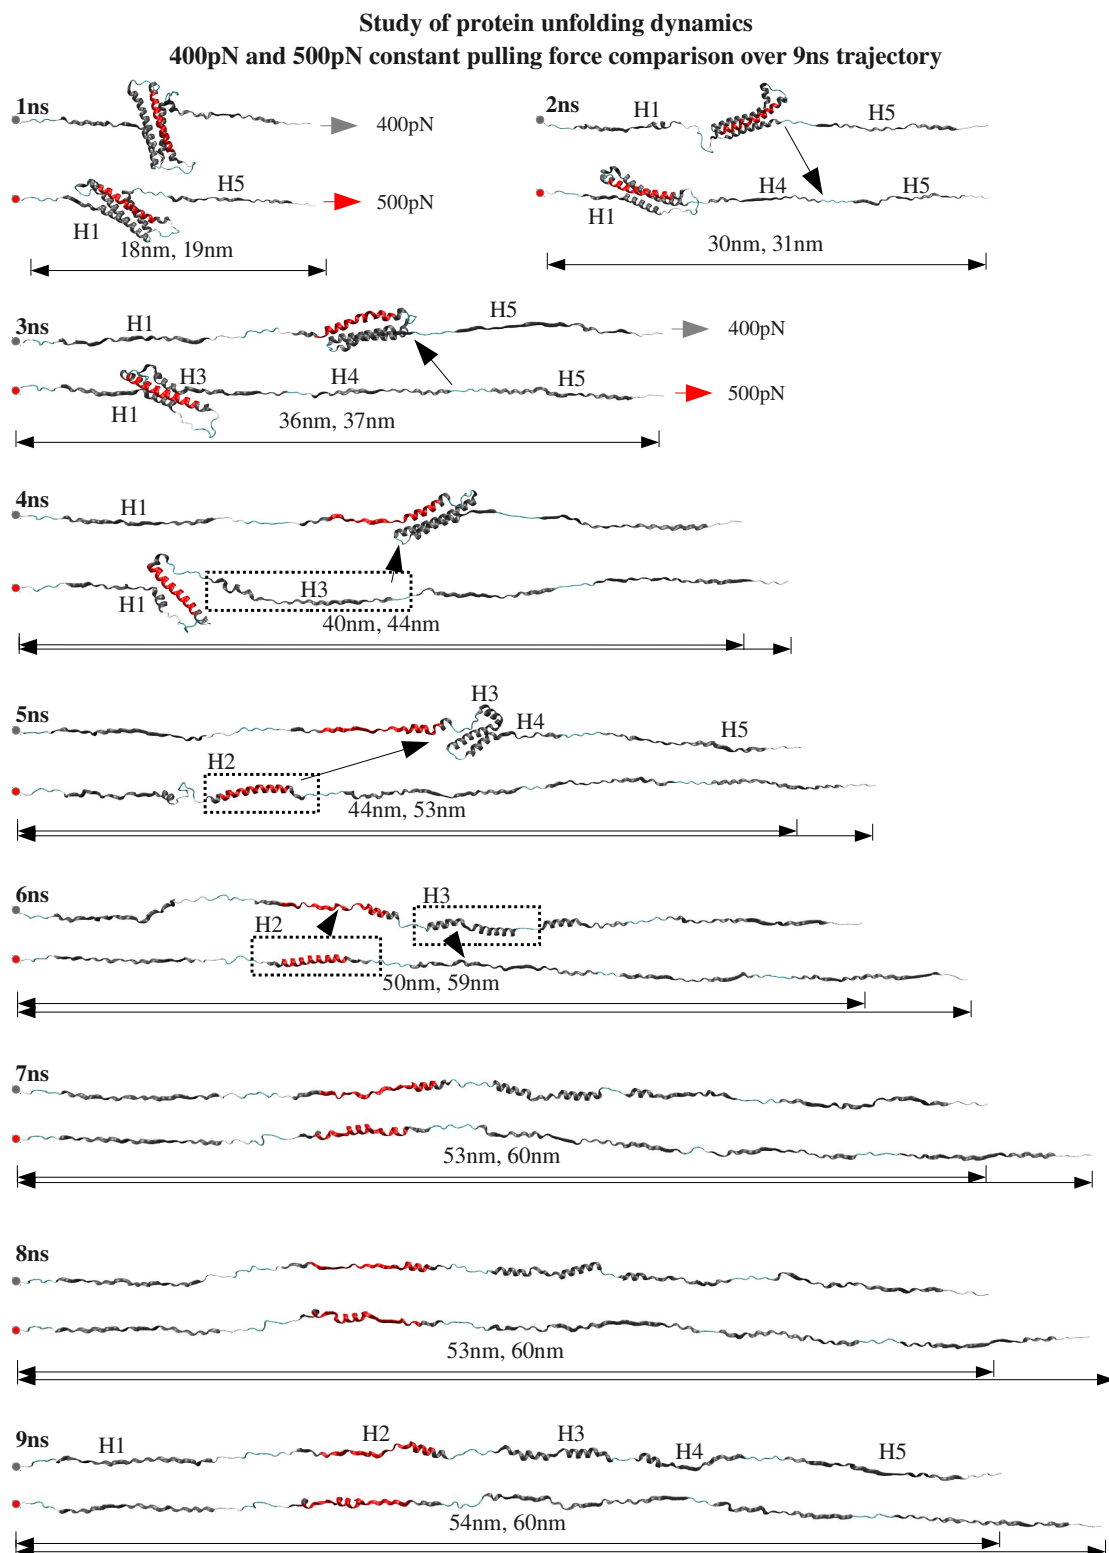 Study of protein unfolding dynamics
400pN and 500pN constant pulling force comparison over 9ns trajectory
1ns
400pN
H5
500pN
H1
18nm, 19nm
2ns
H1
H5
H4
H5
H1
30nm, 31nm
3ns
H1
H5
400pN
H3
H4
H5
500pN
H1
36nm, 37nm
4ns
H1
H3
H1
40nm, 44nm
5ns
H3
H4
H5
H2
44nm, 53nm
6ns
H3
H2
50nm, 59nm
7ns
53nm, 60nm
8ns
53nm, 60nm
9ns
H1
H2
H3
H4
H5
54nm, 60nm